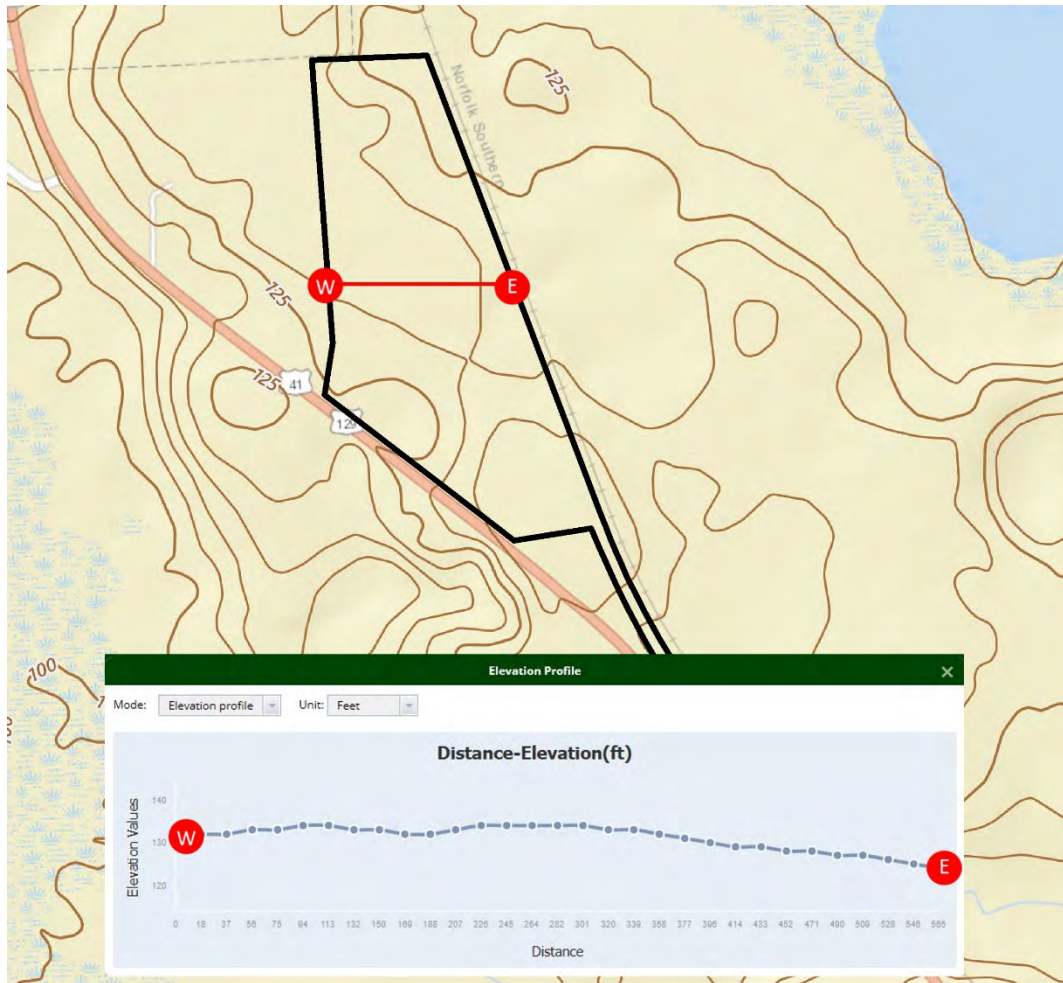 125
Norfolk Southern
125
125
41
129
W
E
100
Elevation Profile ×
Mode: Elevation profile Unit: Feet
Distance-Elevation(ft)
Elevation Values
140
130
120
W
E
0 18 37 56 75 94 113 132 150 169 188 207 226 245 264 282 301 320 339 358 377 395 414 433 452 471 490 509 528 546 565
Distance